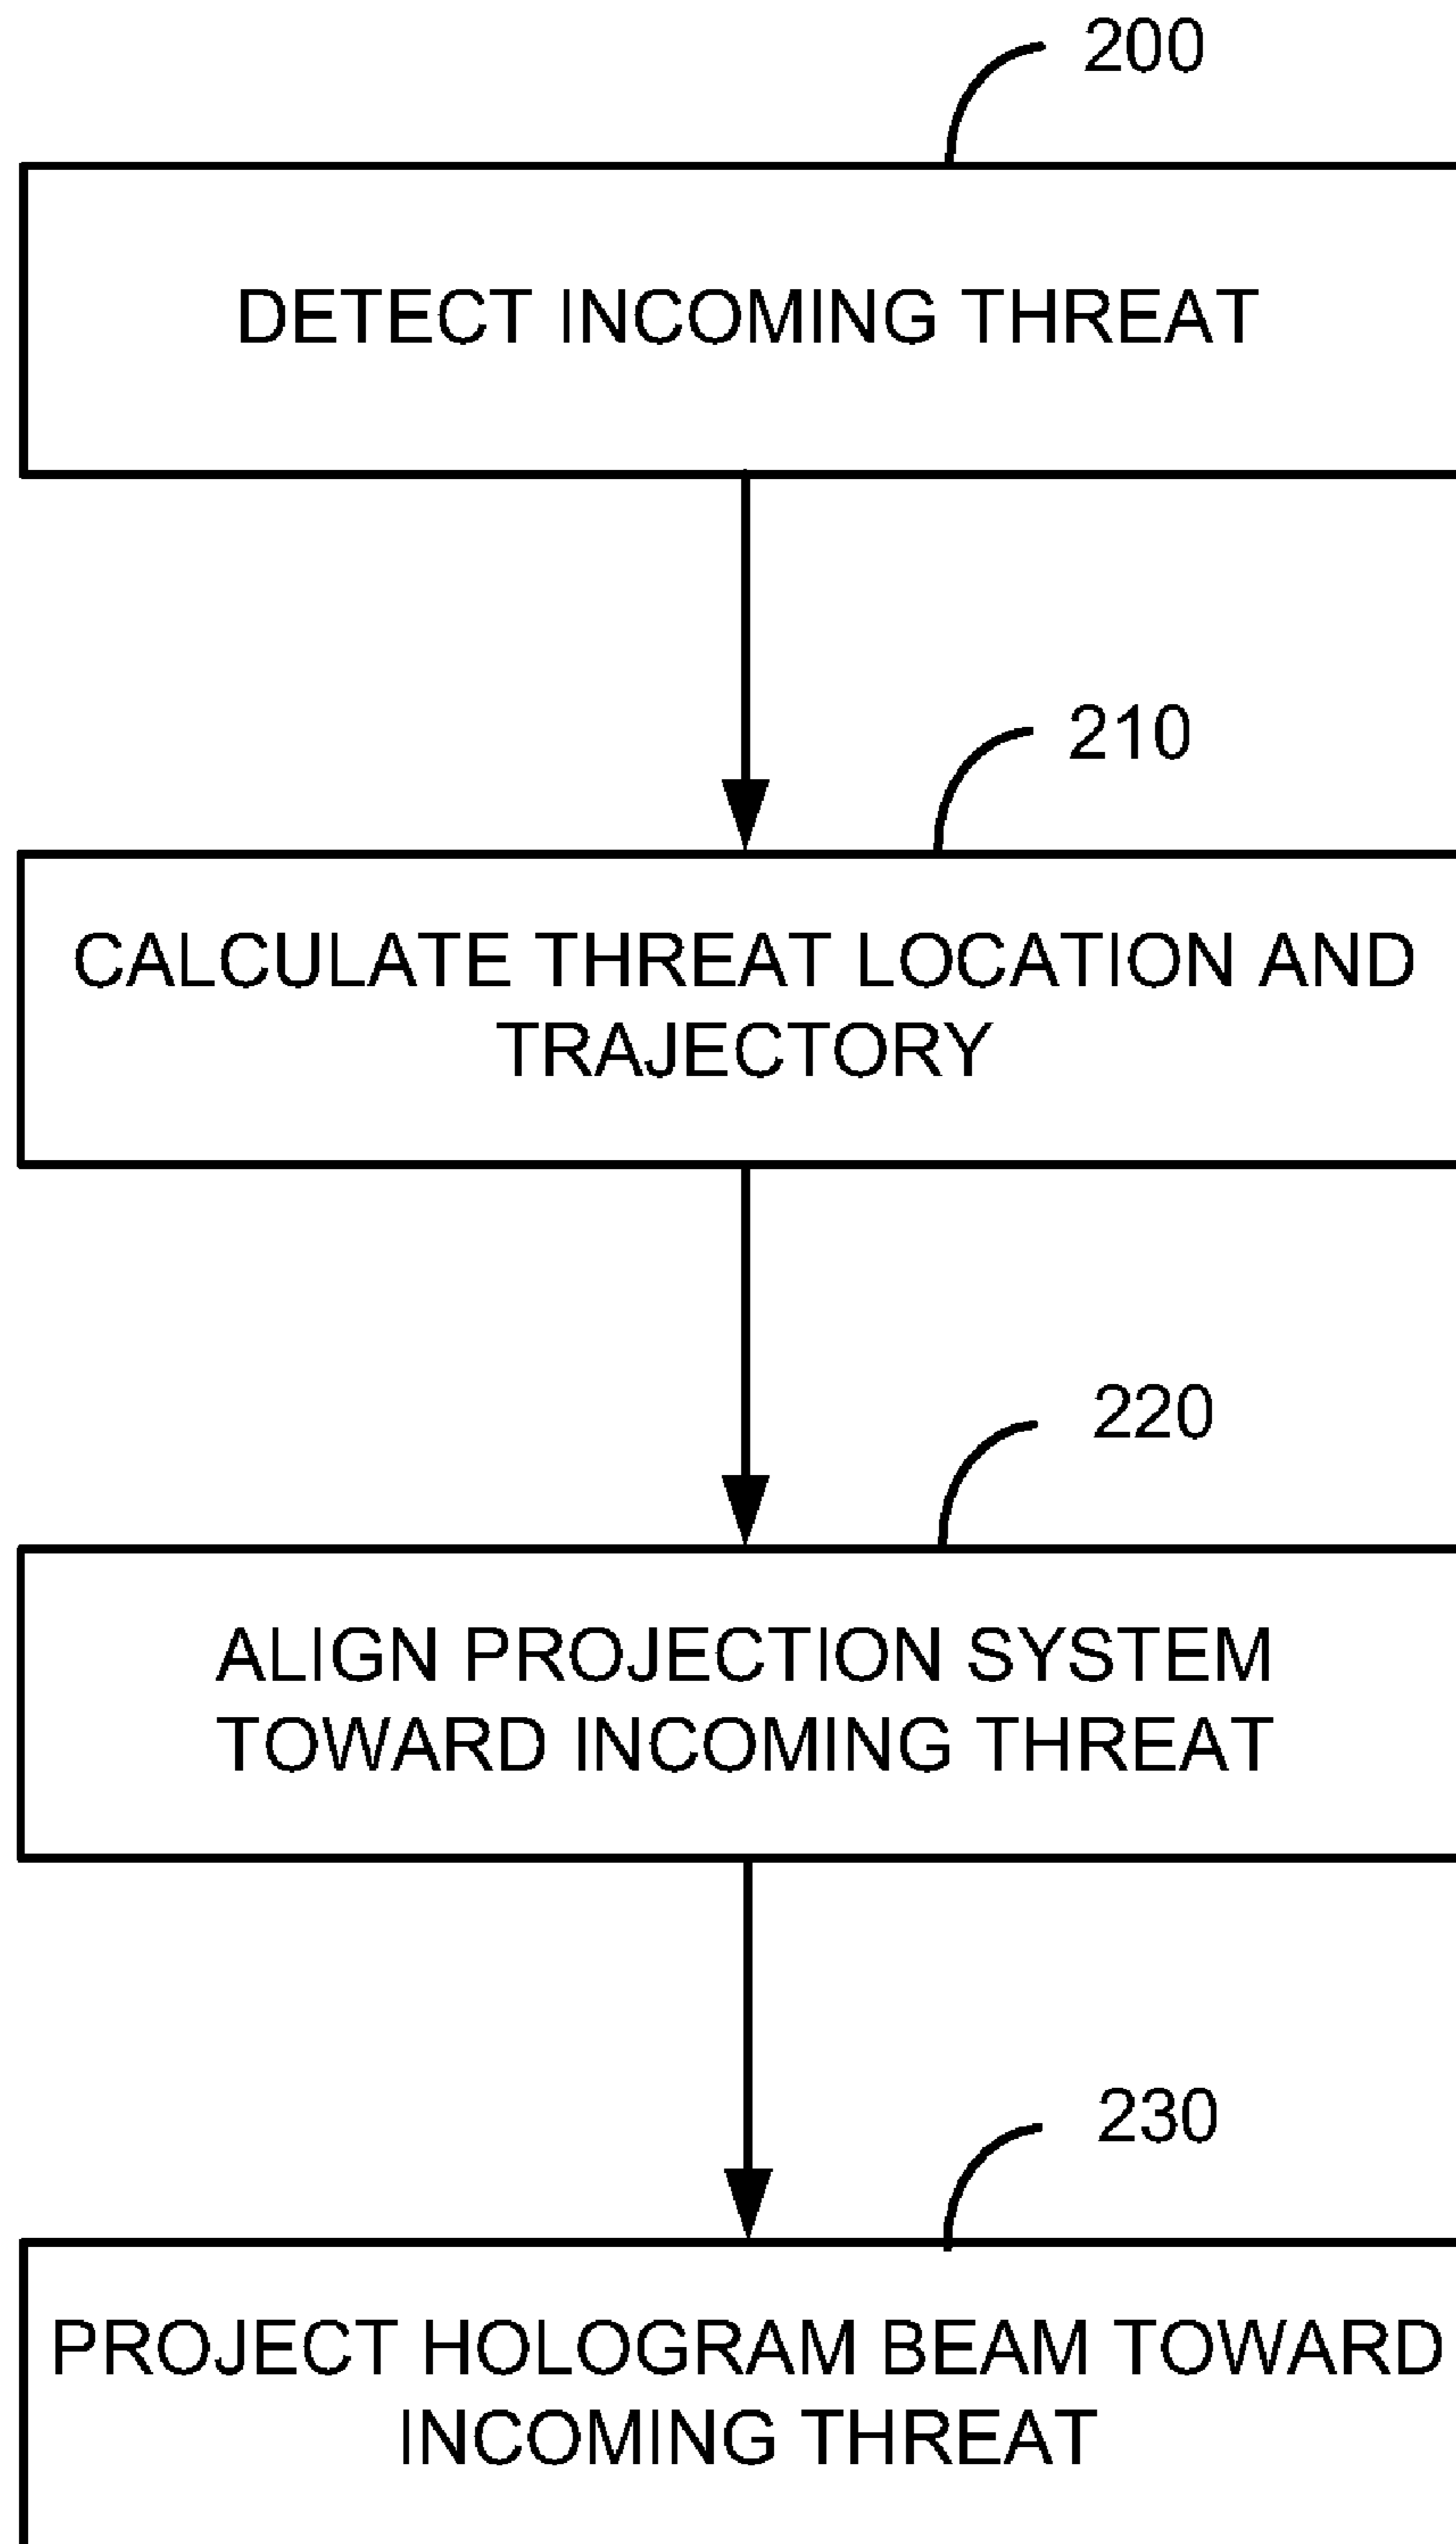 200
DETECT INCOMING THREAT
210
CALCULATE THREAT LOCATION AND
TRAJECTORY
220
ALIGN PROJECTION SYSTEM
TOWARD INCOMING THREAT
230
PROJECT HOLOGRAM BEAM TOWARD
INCOMING THREAT